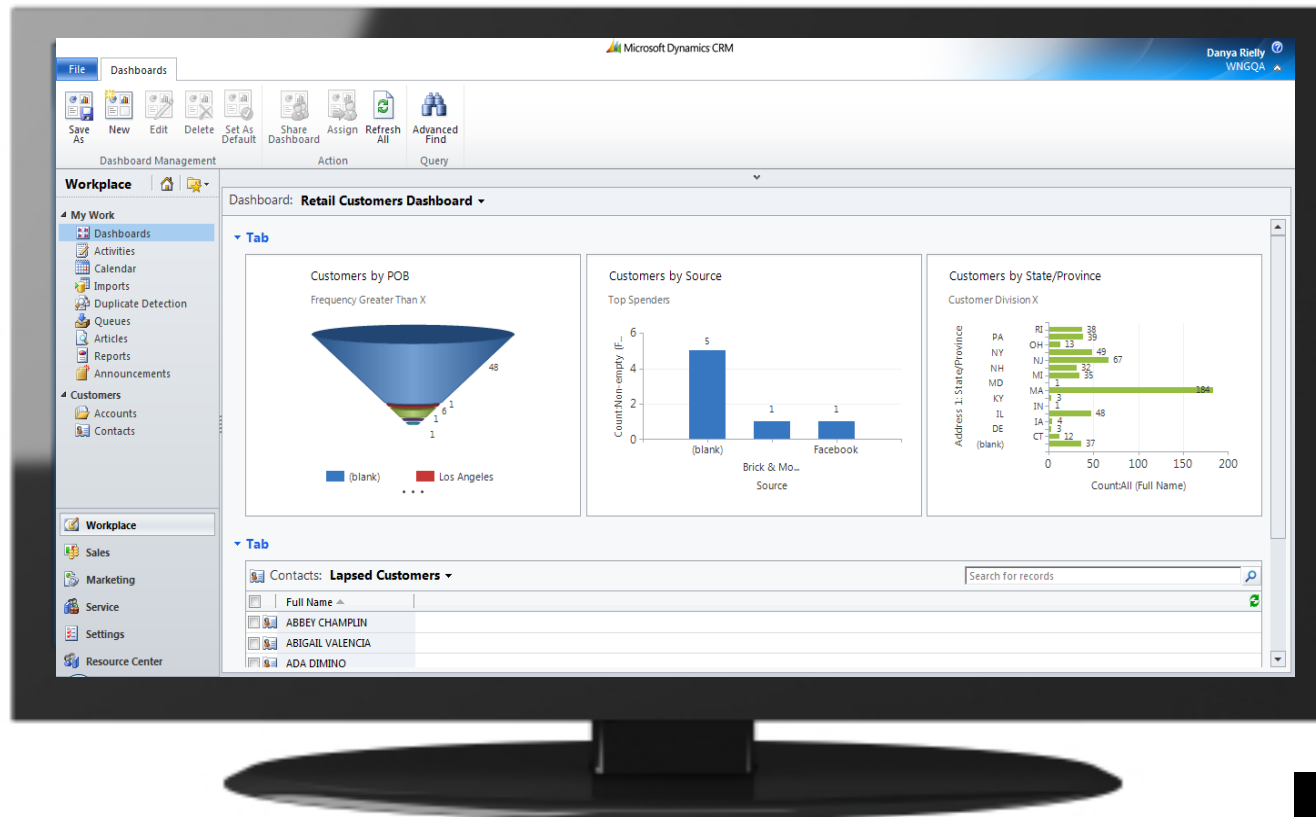 Microsoft Dynamics CRM
Danya Rielly
WNGQA
File Dashboards
Save As New Edit Delete Set As Default Share Dashboard Assign Refresh All Advanced Find
Dashboard Management Action Query
Workplace
My Work
Dashboards
Activities
Calendar
Imports
Duplicate Detection
Queues
Articles
Reports
Announcements
Customers
Accounts
Contacts
Workplace
Sales
Marketing
Service
Settings
Resource Center
Dashboard: Retail Customers Dashboard
Tab
Customers by POB
Frequency Greater Than X
48
1
6
1
1
(blank) Los Angeles
Customers by Source
Top Spenders
Count:Non-empty (F...
6
4
2
0
5
1
1
(blank) Facebook
Brick & Mo...
Source
Customers by State/Province
Customer Division X
Address 1: State/Province
RI 38
PA 39
OH 13
NY 49
NJ 67
NH 32
MI 35
MD 1
MA 184
KY 3
IN 1
IL 48
IA 4
DE 3
CT 12
(blank) 37
0 50 100 150 200
Count:All (Full Name)
Tab
Contacts: Lapsed Customers
Search for records
Full Name
ABBEY CHAMPLIN
ABIGAIL VALENCIA
ADA DIMINO